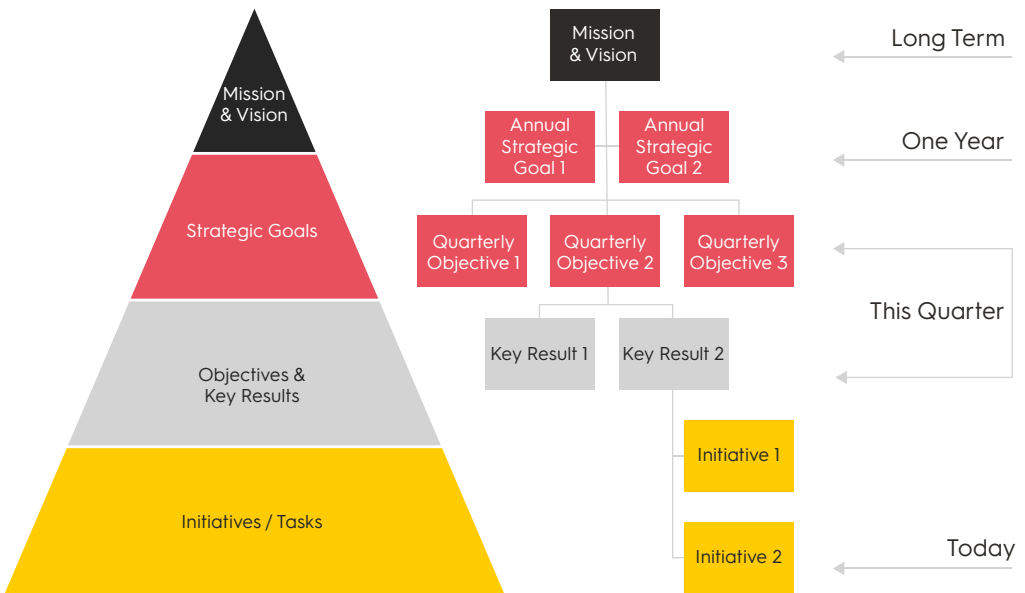 Mission
& Vision
Strategic Goals
Objectives &
Key Results
Initiatives / Tasks
Mission
& Vision
Annual
Strategic
Goal 1
Annual
Strategic
Goal 2
Quarterly
Objective 1
Quarterly
Objective 2
Quarterly
Objective 3
Key Result 1
Key Result 2
Initiative 1
Initiative 2
Long Term
One Year
This Quarter
Today